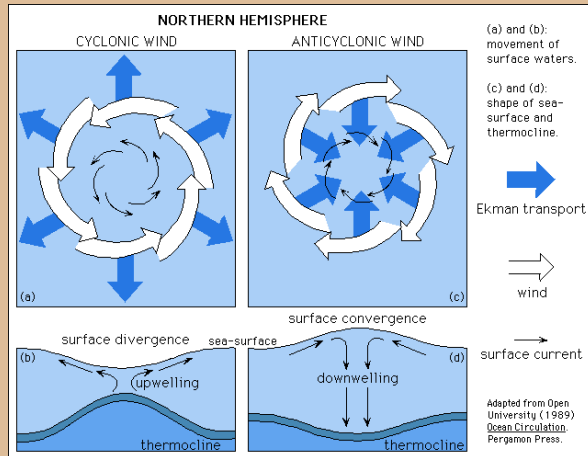 NORTHERN HEMISPHERE
CYCLONIC WIND
ANTICYCLONIC WIND
(a)
(c)
(a) and (b):
movement of
surface waters.
(c) and (d):
shape of sea-
surface and
thermocline.
Ekman transport
wind
surface current
(b)
surface divergence
sea-surface
upwelling
thermocline
surface convergence
(d)
downwelling
thermocline
Adapted from Open
University (1989)
Ocean Circulation.
Pergamon Press.